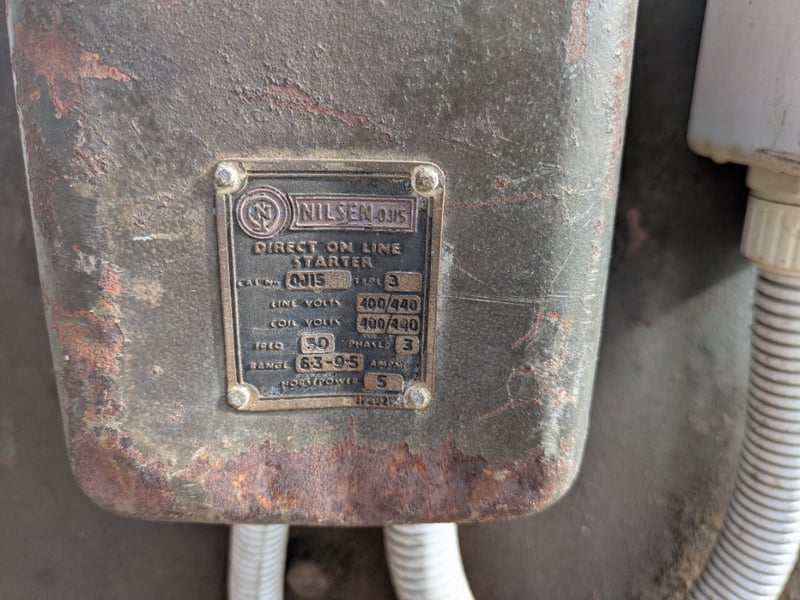 NILSEN-OJ15
DIRECT ON LINE
STARTER
CAT NO OJ15 TYPE 3
LINE VOLTS 400/440
COIL VOLTS 400/440
FREQ 50 PHASE 3
RANGE 6·3-9·5 AMPS
HORSEPOWER 5